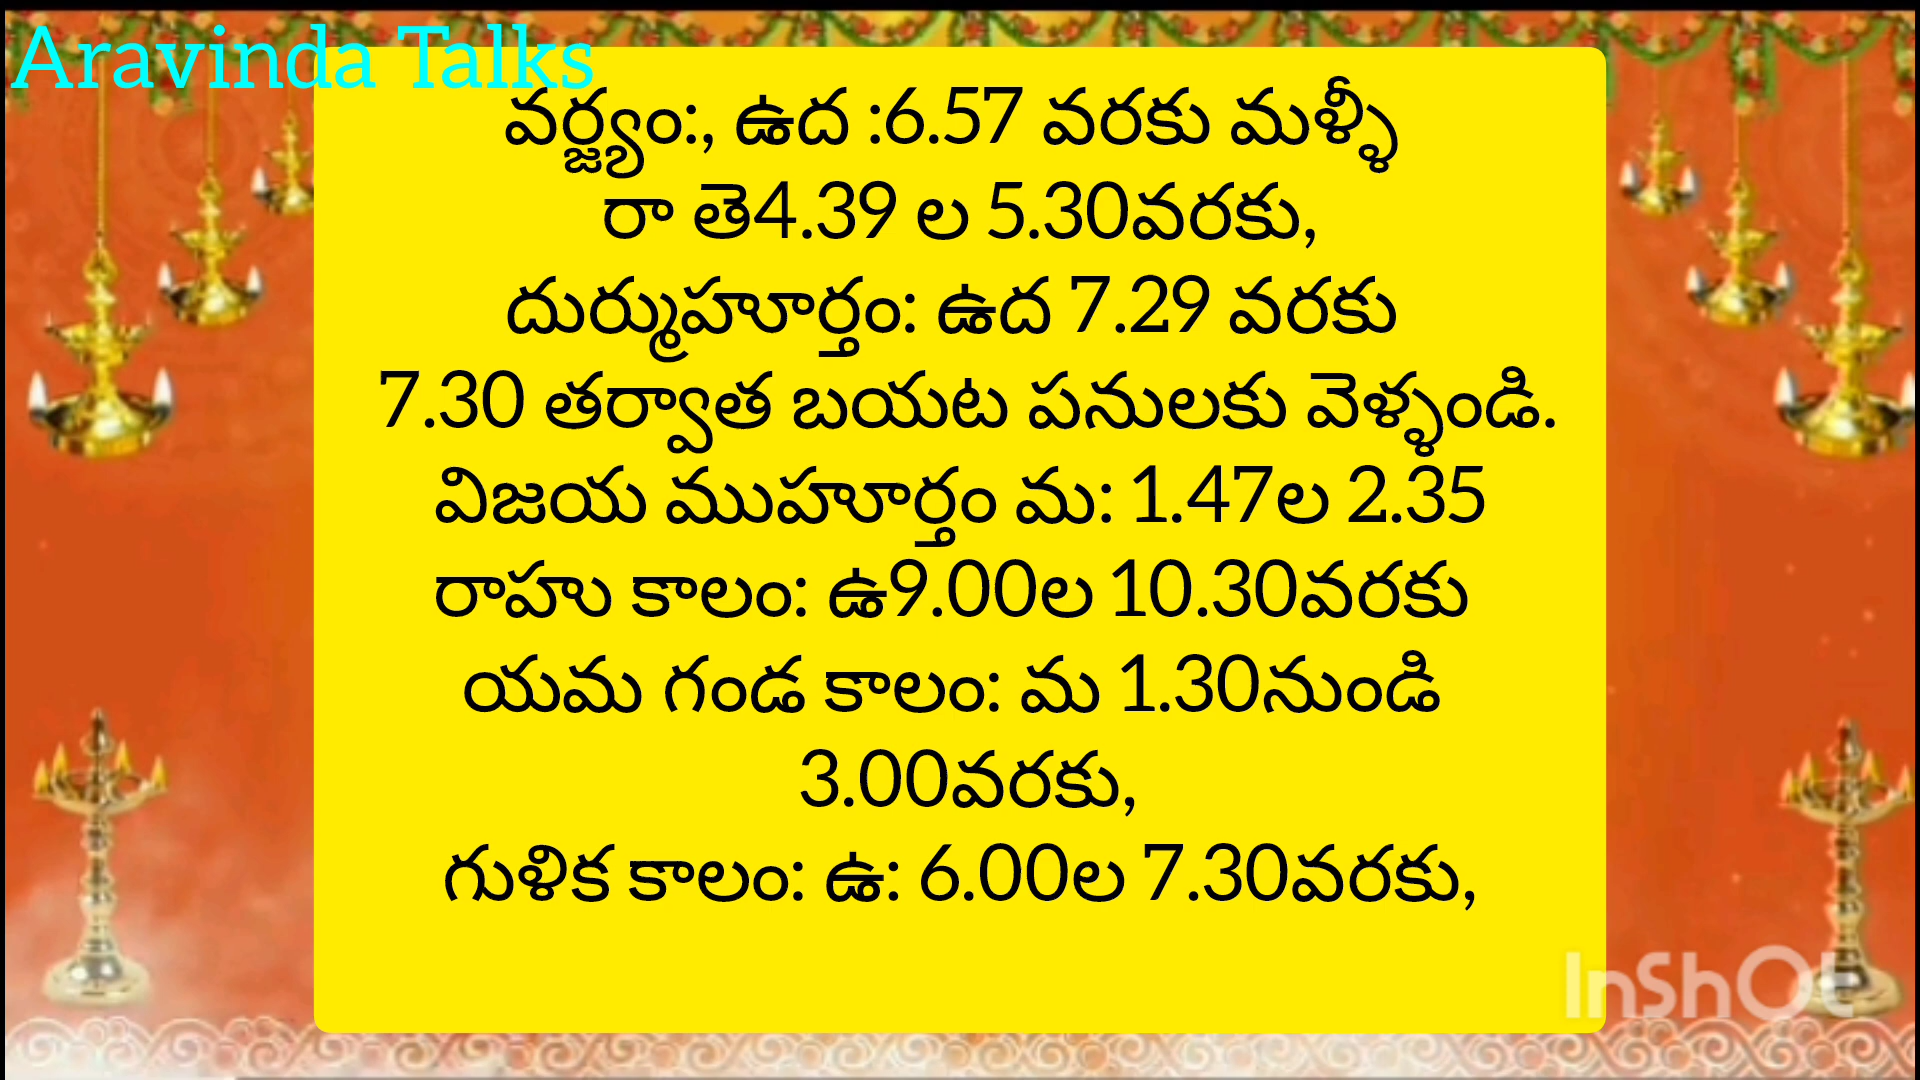 Aravinda Talks
వర్జ్యం:, ఉద :6.57 వరకు మళ్ళీ
రా తె4.39 ల 5.30వరకు,
దుర్ముహూర్తం: ఉద 7.29 వరకు
7.30 తర్వాత బయట పనులకు వెళ్ళండి.
విజయ ముహూర్తం మ: 1.47ల 2.35
రాహు కాలం: ఉ9.00ల 10.30వరకు
యమ గండ కాలం: మ 1.30నుండి
3.00వరకు,
గుళిక కాలం: ఉ: 6.00ల 7.30వరకు,
InShOt